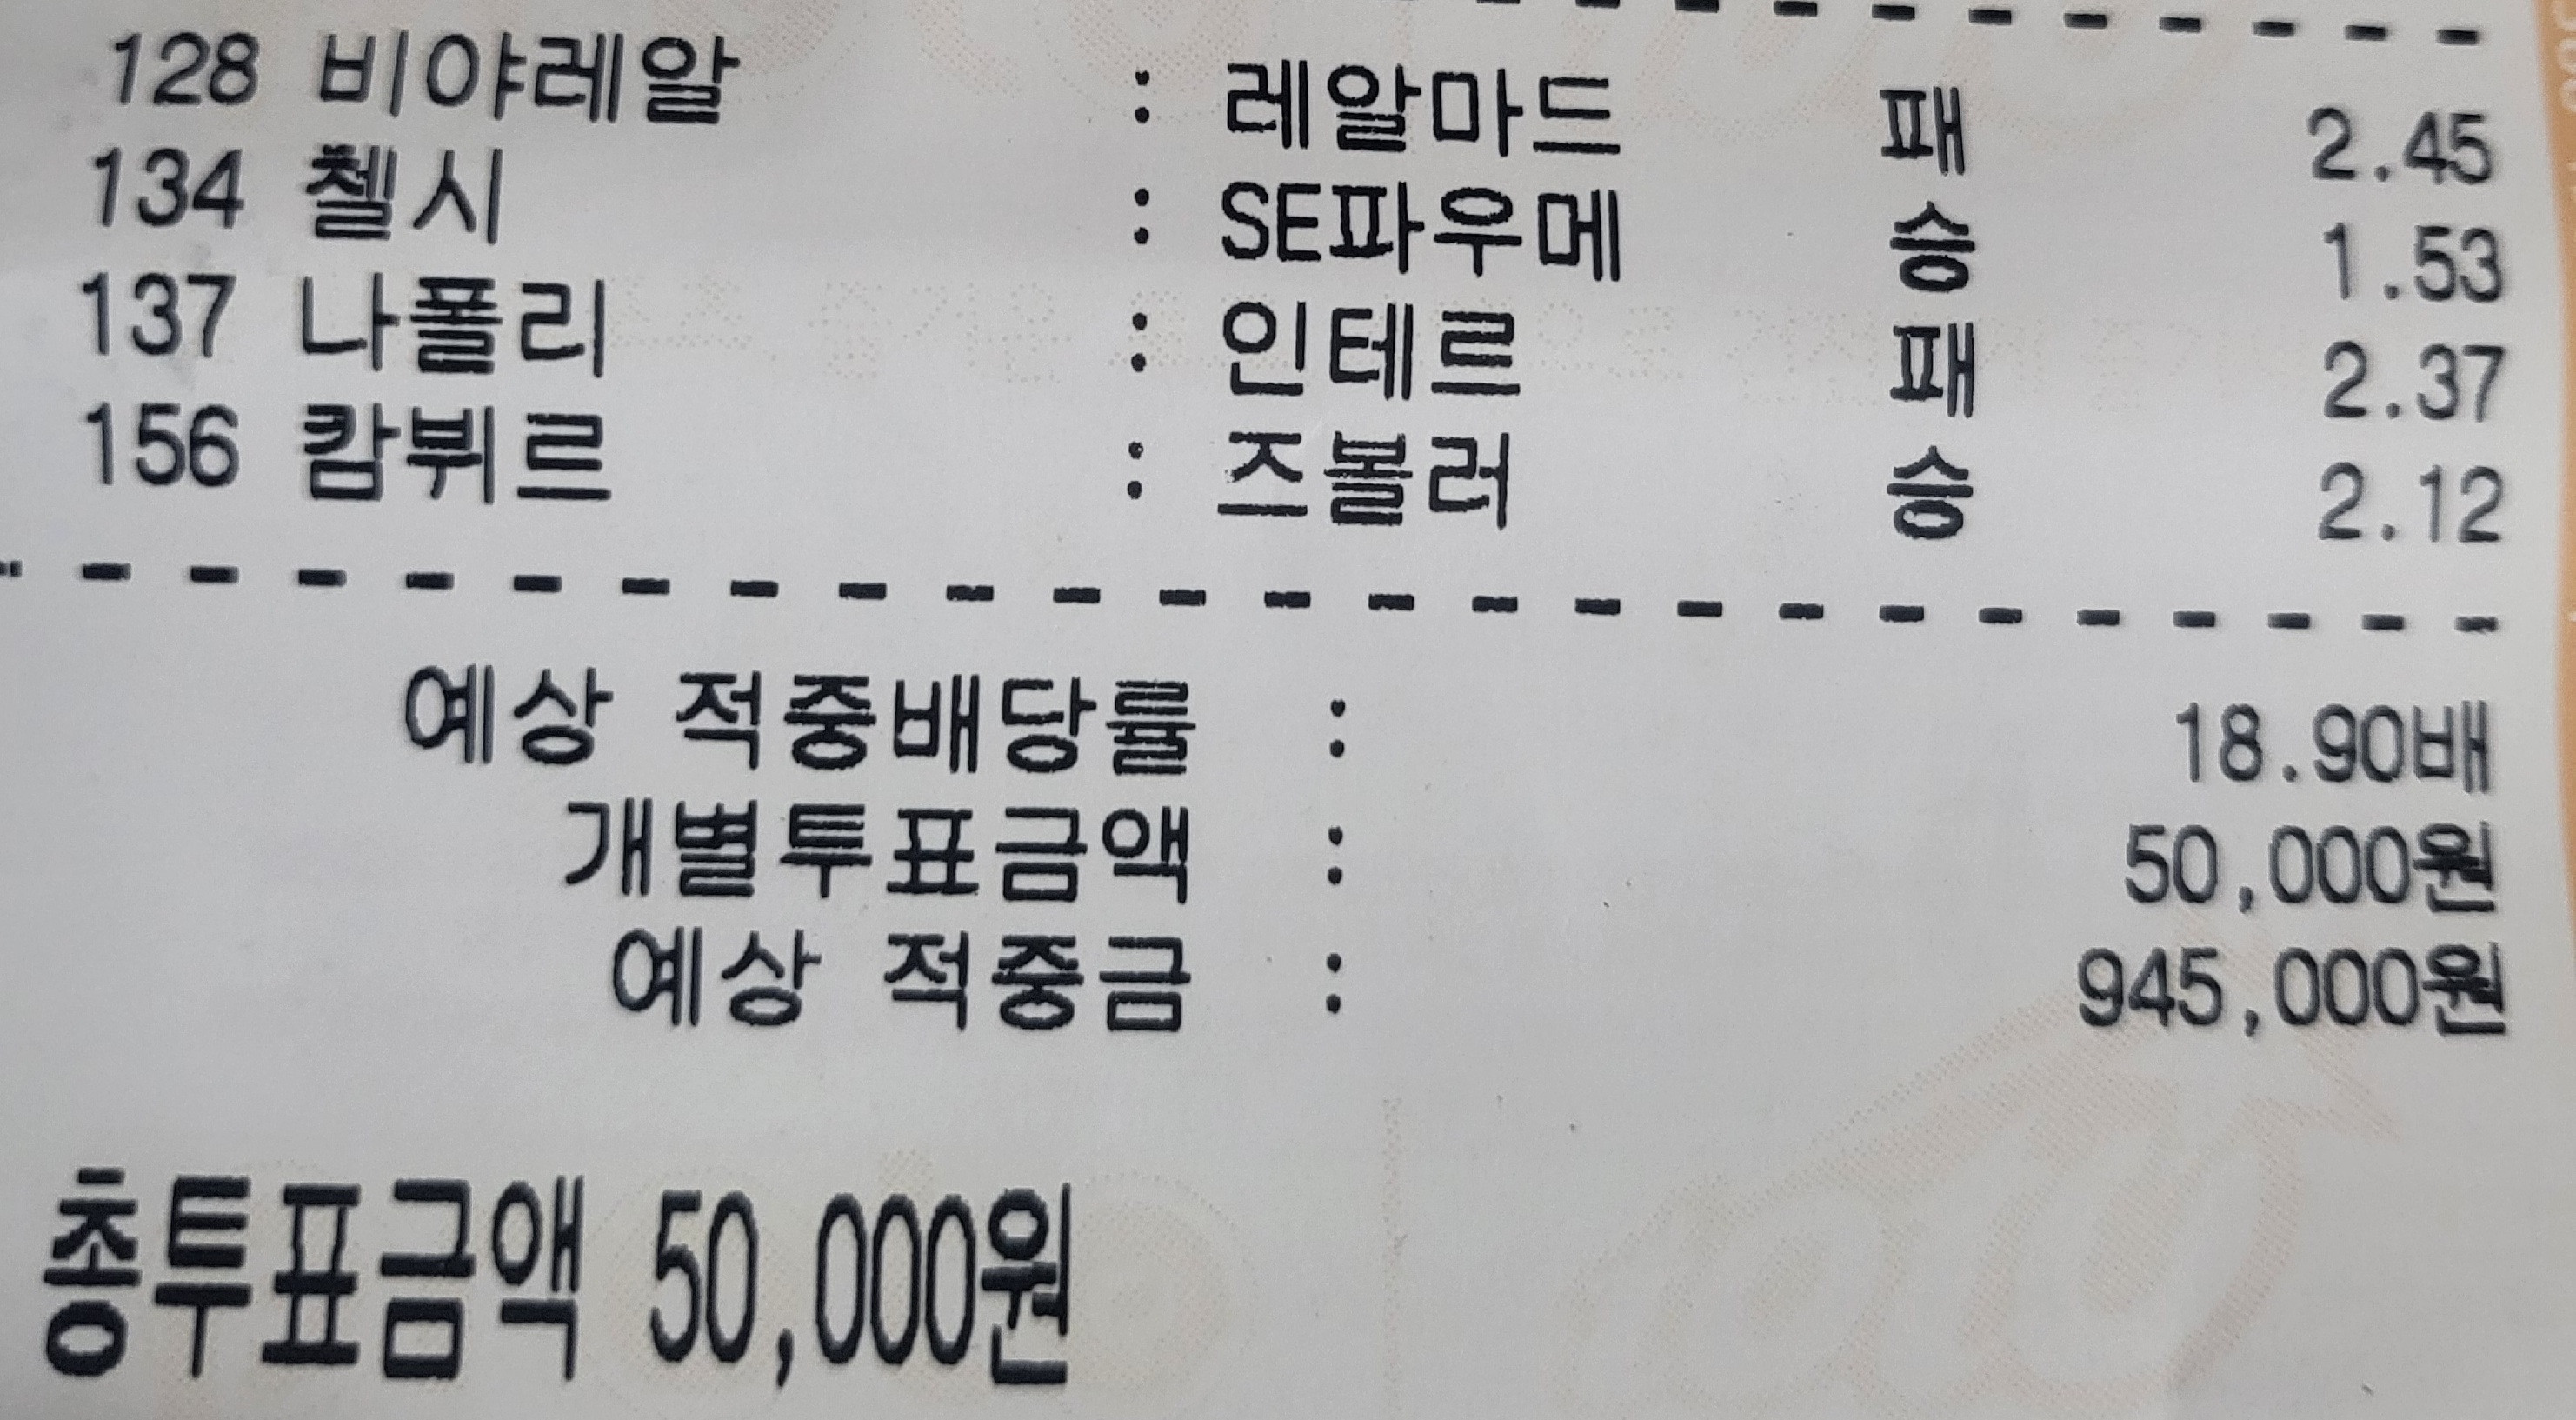 128 비야레알 : 레알마드 패 2.45
134 첼시 : SE파우메 승 1.53
137 나폴리 : 인테르 패 2.37
156 캄뷔르 : 즈볼러 승 2.12
예상 적중배당률 : 18.90배
개별투표금액 : 50,000원
예상 적중금 : 945,000원
총투표금액 50,000원